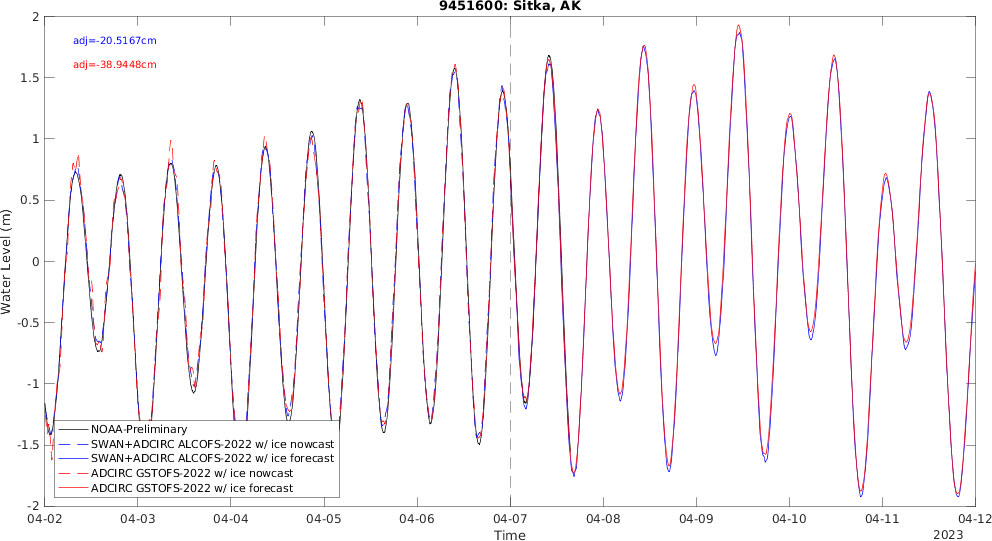 9451600: Sitka, AK
adj=-20.5167cm
adj=-38.9448cm
2
1.5
1
0.5
0
-0.5
-1
-1.5
-2
Water Level (m)
NOAA-Preliminary
SWAN+ADCIRC ALCOFS-2022 w/ ice nowcast
SWAN+ADCIRC ALCOFS-2022 w/ ice forecast
ADCIRC GSTOFS-2022 w/ ice nowcast
ADCIRC GSTOFS-2022 w/ ice forecast
04-02 04-03 04-04 04-05 04-06 04-07 04-08 04-09 04-10 04-11 04-12
Time
2023